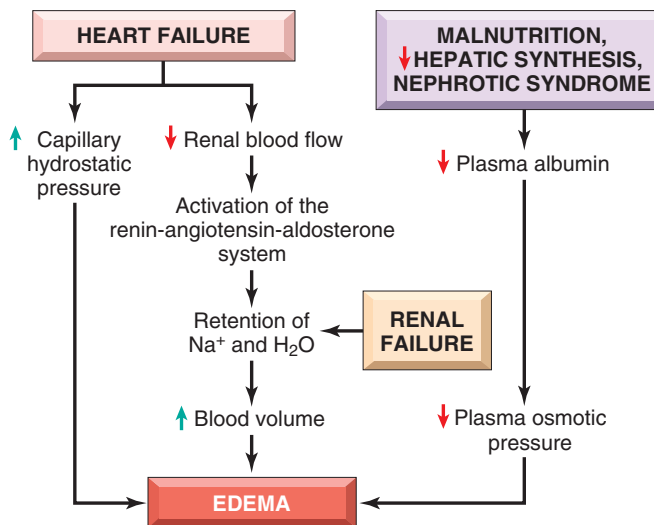 HEART FAILURE
MALNUTRITION,
HEPATIC SYNTHESIS,
NEPHROTIC SYNDROME
Capillary
hydrostatic
pressure
Renal blood flow
Plasma albumin
Activation of the
renin-angiotensin-aldosterone
system
Retention of
Na⁺ and H₂O
RENAL
FAILURE
Blood volume
Plasma osmotic
pressure
EDEMA